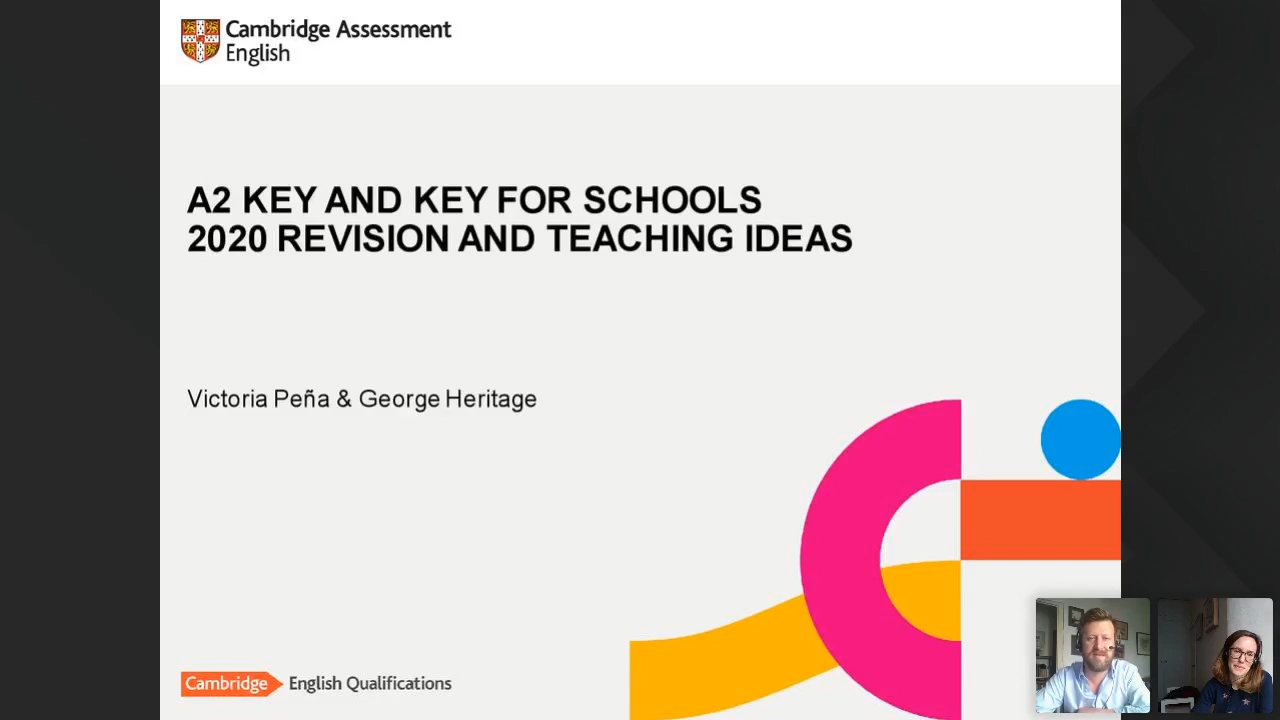 Cambridge Assessment
English
A2 KEY AND KEY FOR SCHOOLS
2020 REVISION AND TEACHING IDEAS
Victoria Peña & George Heritage
Cambridge English Qualifications